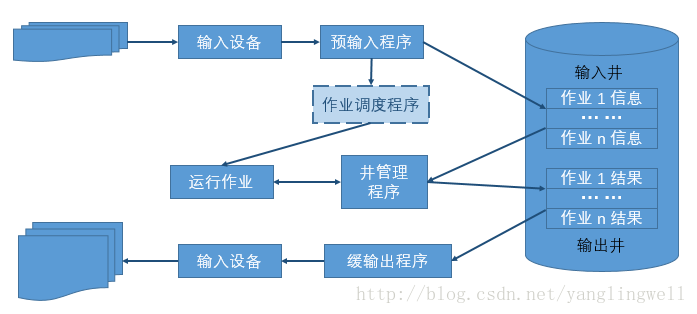 输入设备
预输入程序
输入井
作业 1 信息
... ...
作业 n 信息
作业调度程序
运行作业
井管理
程序
作业 1 结果
... ...
作业 n 结果
输出井
输入设备
缓输出程序
http://blog.csdn.net/yanglingwell